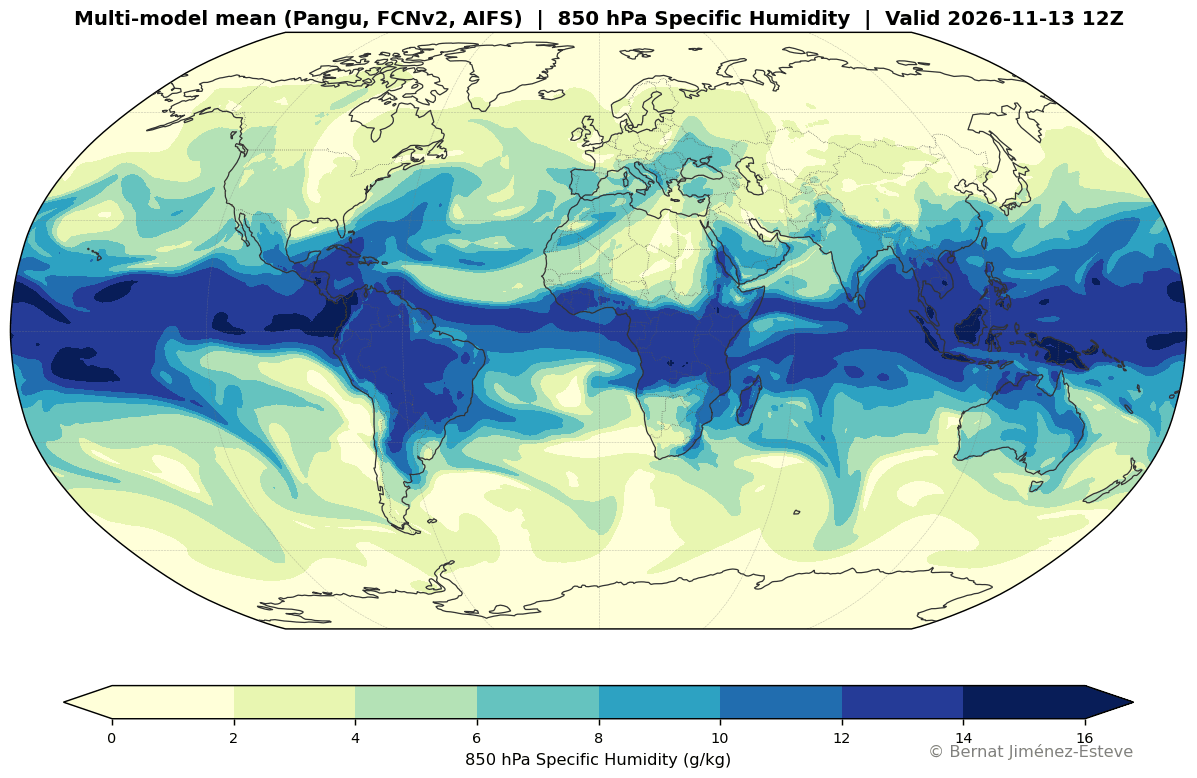 Multi-model mean (Pangu, FCNv2, AIFS)  |  850 hPa Specific Humidity  |  Valid 2026-11-13 12Z
0 2 4 6 8 10 12 14 16
850 hPa Specific Humidity (g/kg)
© Bernat Jiménez-Esteve